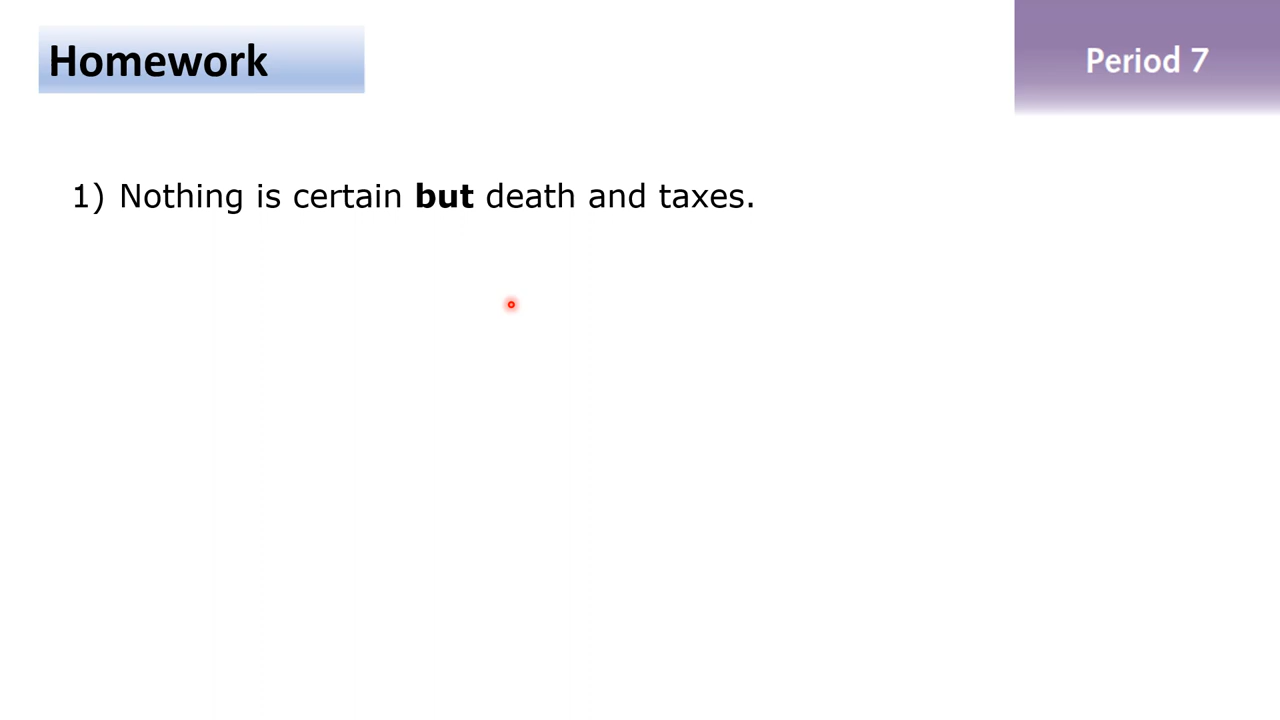 Homework
Period 7
1) Nothing is certain but death and taxes.